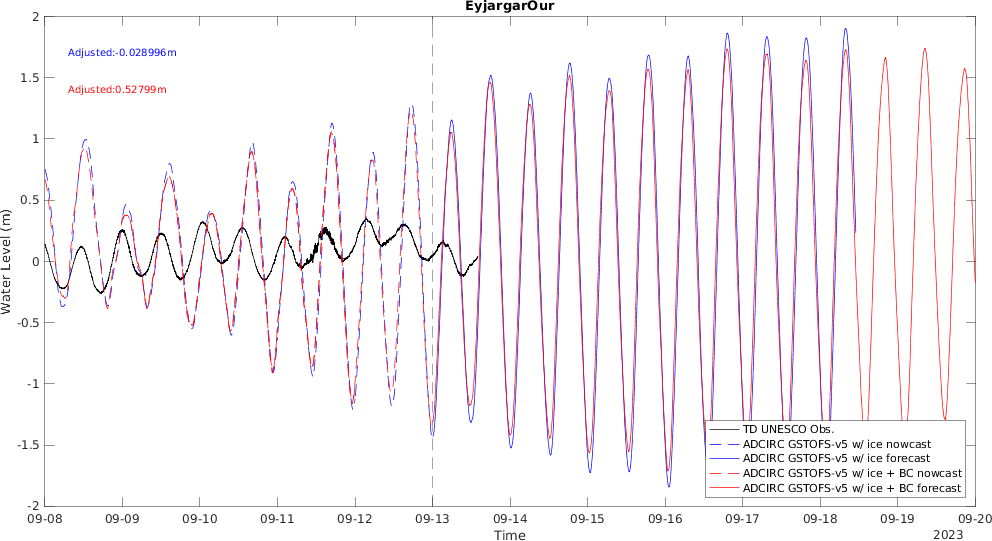 EyjargarOur
Adjusted:-0.028996m
Adjusted:0.52799m
Water Level (m)
2
1.5
1
0.5
0
-0.5
-1
-1.5
-2
TD UNESCO Obs.
ADCIRC GSTOFS-v5 w/ ice nowcast
ADCIRC GSTOFS-v5 w/ ice forecast
ADCIRC GSTOFS-v5 w/ ice + BC nowcast
ADCIRC GSTOFS-v5 w/ ice + BC forecast
09-08 09-09 09-10 09-11 09-12 09-13 09-14 09-15 09-16 09-17 09-18 09-19 09-20
Time
2023